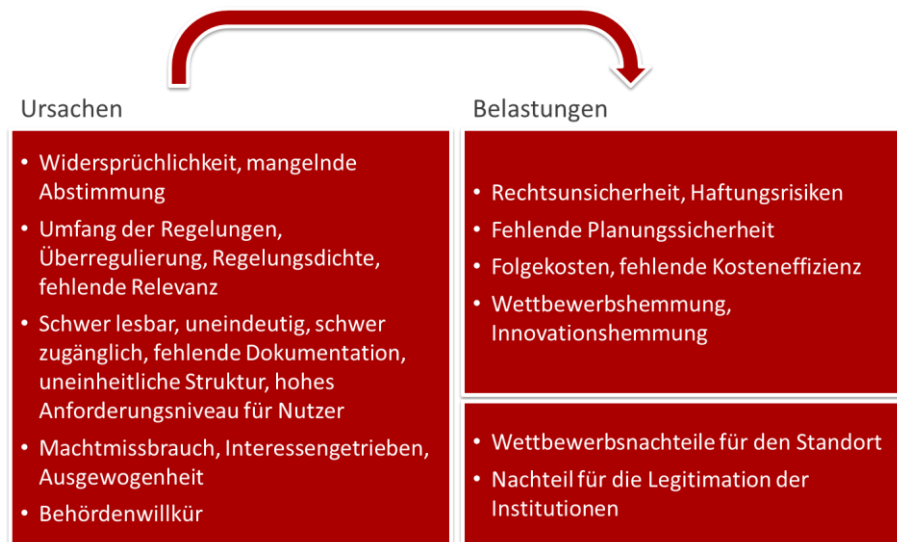 Ursachen
• Widersprüchlichkeit, mangelnde
Abstimmung
• Umfang der Regelungen,
Überregulierung, Regelungsdichte,
fehlende Relevanz
• Schwer lesbar, uneindeutig, schwer
zugänglich, fehlende Dokumentation,
uneinheitliche Struktur, hohes
Anforderungsniveau für Nutzer
• Machtmissbrauch, Interessengetrieben,
Ausgewogenheit
• Behördenwillkür
Belastungen
• Rechtsunsicherheit, Haftungsrisiken
• Fehlende Planungssicherheit
• Folgekosten, fehlende Kosteneffizienz
• Wettbewerbshemmung,
Innovationshemmung
• Wettbewerbsnachteile für den Standort
• Nachteil für die Legitimation der
Institutionen